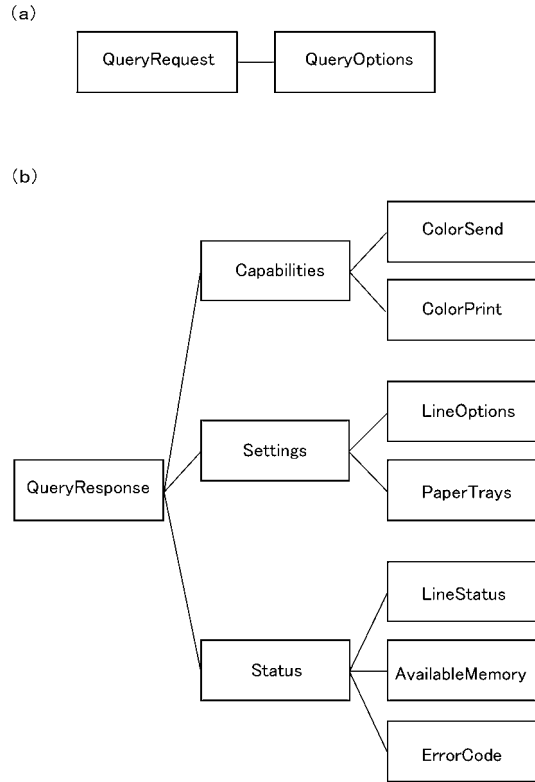 (a)
QueryRequest
QueryOptions
(b)
ColorSend
Capabilities
ColorPrint
LineOptions
Settings
QueryResponse
PaperTrays
LineStatus
Status
AvailableMemory
ErrorCode